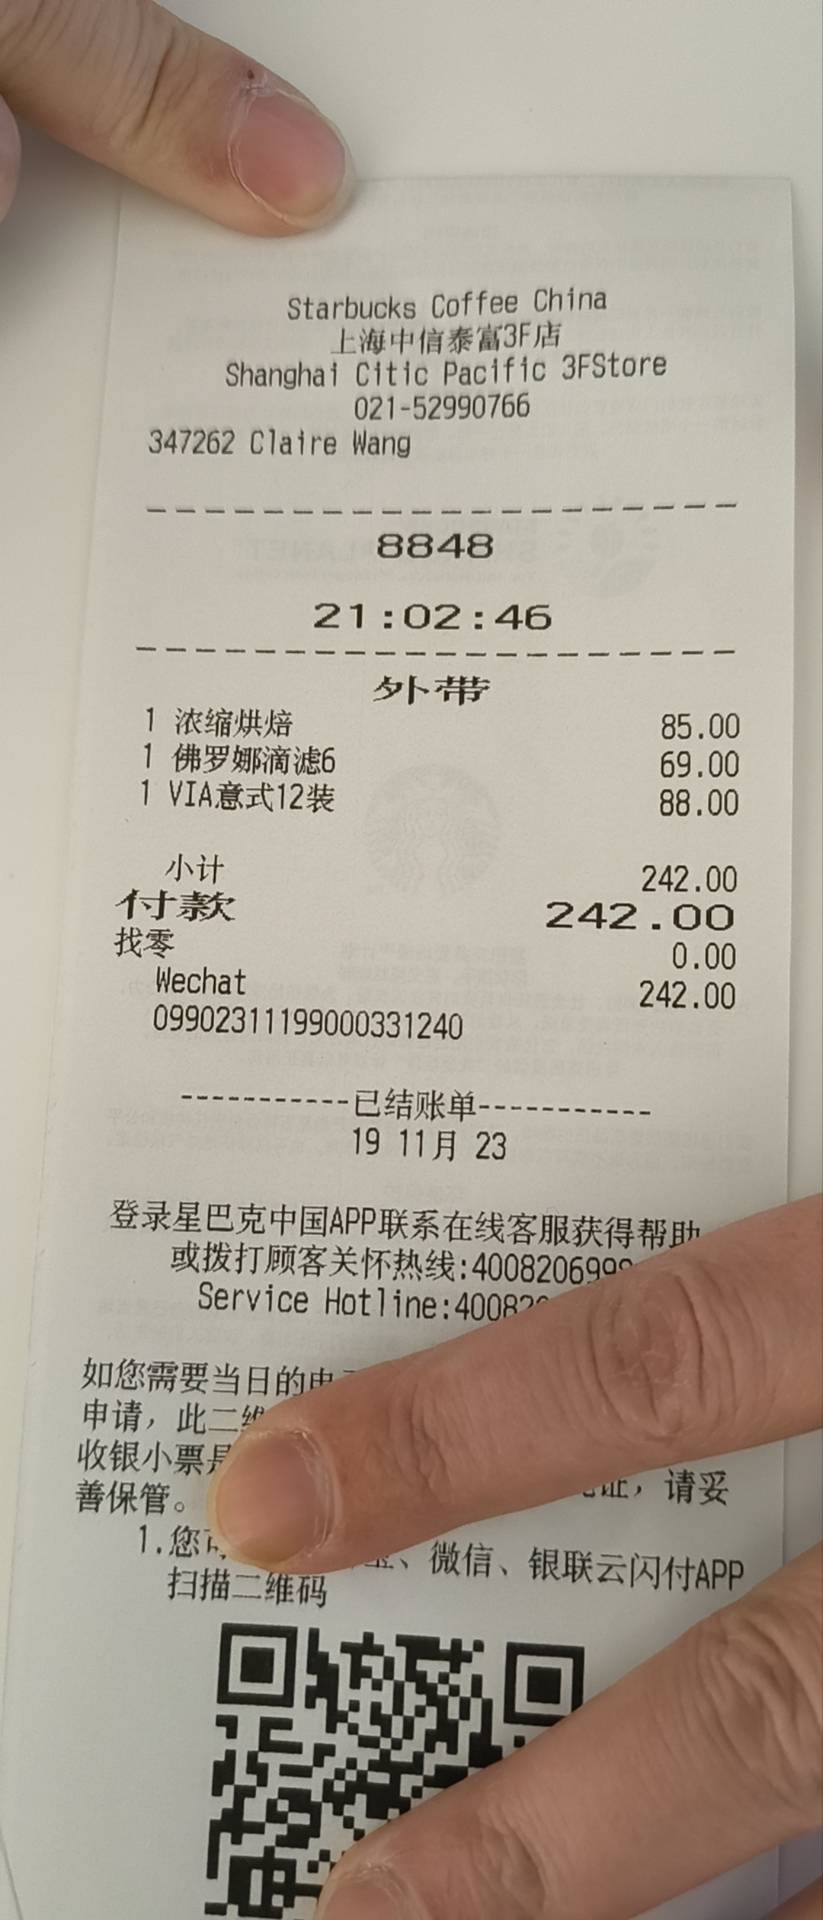 Starbucks Coffee China
上海中信泰富3F店
Shanghai Citic Pacific 3FStore
021-52990766
347262 Claire Wang
8848
21:02:46
外带
1 浓缩烘焙 85.00
1 佛罗娜滴滤6 69.00
1 VIA意式12装 88.00
小计 242.00
付款 242.00
找零 0.00
Wechat 242.00
09902311199000331240
-----------已结账单-----------
19 11月 23
登录星巴克中国APP联系在线客服获得帮助
或拨打顾客关怀热线:400820699
Service Hotline:40082
如您需要当日的
申请，此二
收银小票
，请妥
善保管。
1.您
、微信、银联云闪付APP
扫描二维码